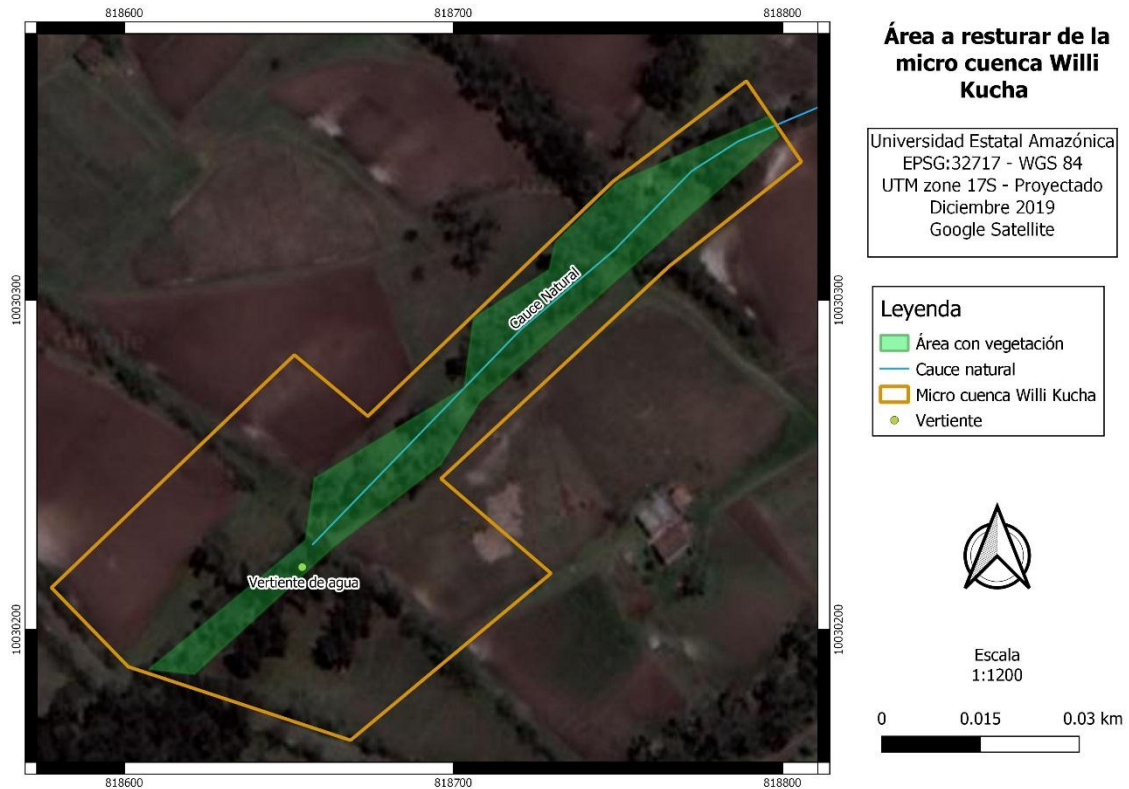 818600
818700
818800
10030300
10030300
10030200
10030200
Cauce Natural
Vertiente de agua
818600
818700
818800
Área a resturar de la
micro cuenca Willi
Kucha
Universidad Estatal Amazónica
EPSG:32717 - WGS 84
UTM zone 17S - Proyectado
Diciembre 2019
Google Satellite
Leyenda
Área con vegetación
Cauce natural
Micro cuenca Willi Kucha
Vertiente
Escala
1:1200
0 0.015 0.03 km